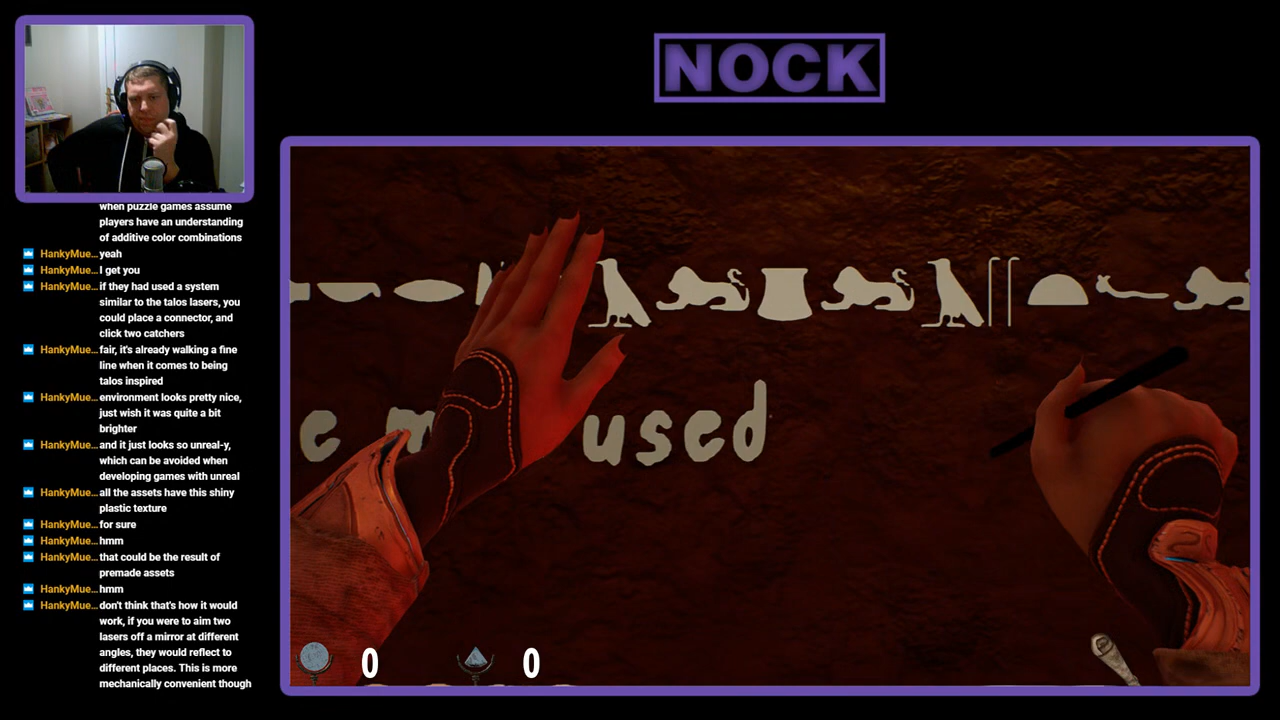 NOCK
when puzzle games assume
players have an understanding
of additive color combinations
HankyMue... yeah
HankyMue... I get you
HankyMue... if they had used a system
similar to the talos lasers, you
could place a connector, and
click two catchers
HankyMue... fair, it's already walking a fine
line when it comes to being
talos inspired
HankyMue... environment looks pretty nice,
just wish it was quite a bit
brighter
HankyMue... and it just looks so unreal-y,
which can be avoided when
developing games with unreal
HankyMue... all the assets have this shiny
plastic texture
HankyMue... for sure
HankyMue... hmm
HankyMue... that could be the result of
premade assets
HankyMue... hmm
HankyMue... don't think that's how it would
work, if you were to aim two
lasers off a mirror at different
angles, they would reflect to
different places. This is more
mechanically convenient though
used
0 0